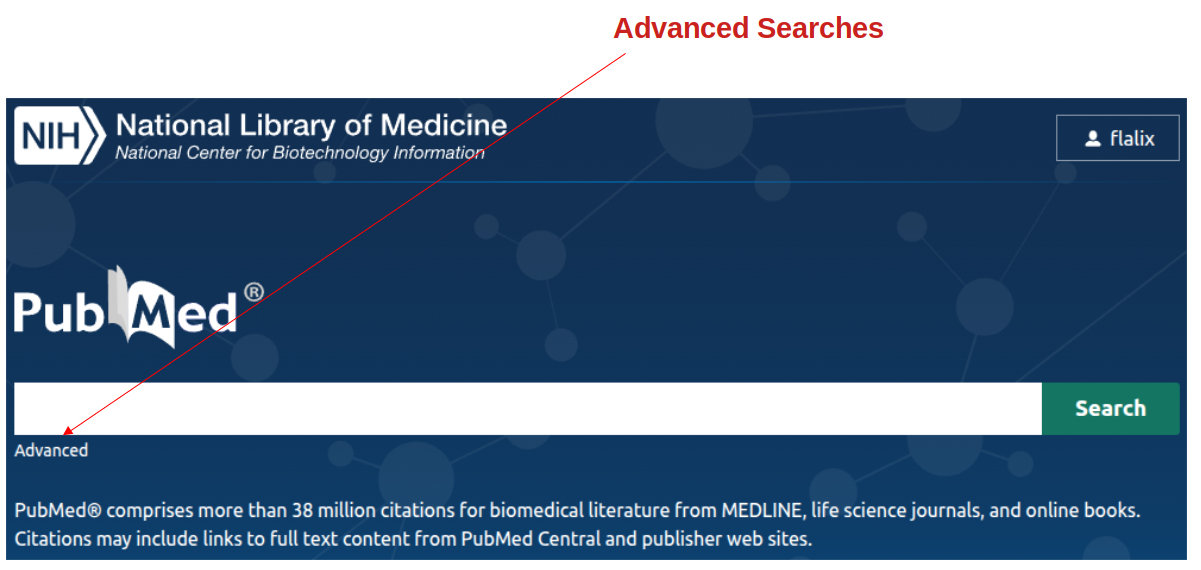 Advanced Searches
NIH
National Library of Medicine
National Center for Biotechnology Information
flalix
PubMed®
Search
Advanced
PubMed® comprises more than 38 million citations for biomedical literature from MEDLINE, life science journals, and online books.
Citations may include links to full text content from PubMed Central and publisher web sites.